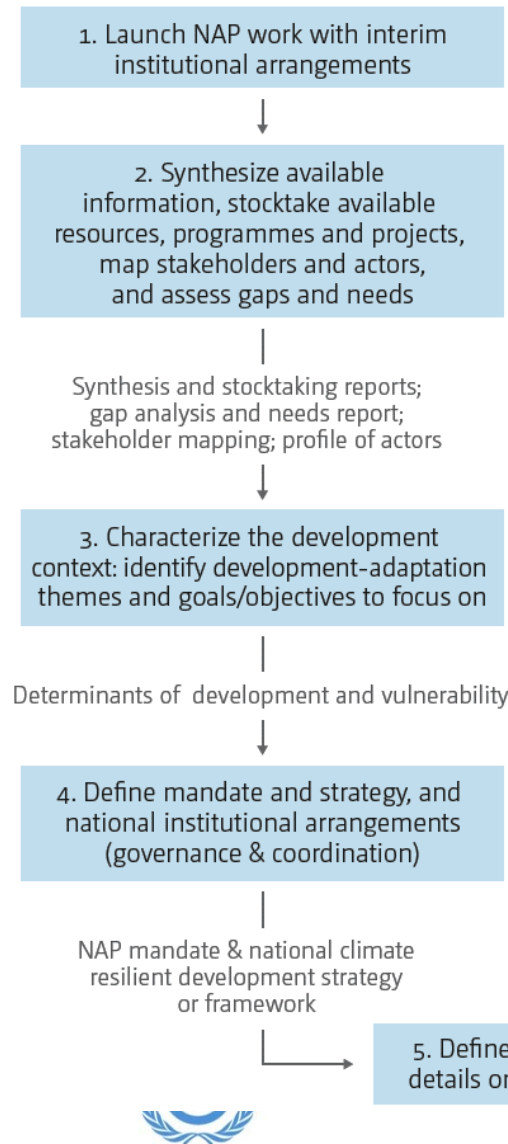 1. Launch NAP work with interim
institutional arrangements
2. Synthesize available
information, stocktake available
resources, programmes and projects,
map stakeholders and actors,
and assess gaps and needs
Synthesis and stocktaking reports;
gap analysis and needs report;
stakeholder mapping; profile of actors
3. Characterize the development
context: identify development-adaptation
themes and goals/objectives to focus on
Determinants of development and vulnerability
4. Define mandate and strategy, and
national institutional arrangements
(governance & coordination)
NAP mandate & national climate
resilient development strategy
or framework
5. Define
details or